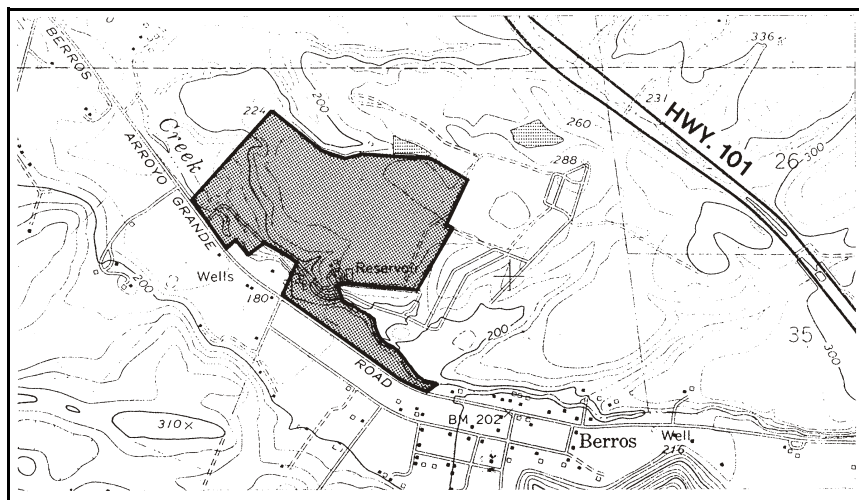 336
BERROS
Creek
ARROYO
GRANDE
224
200
231
HWY. 101
260
288
26
300
Reservoir
Wells
200
180
200
35
300
ROAD
310
BM 202
Berros
Well
216